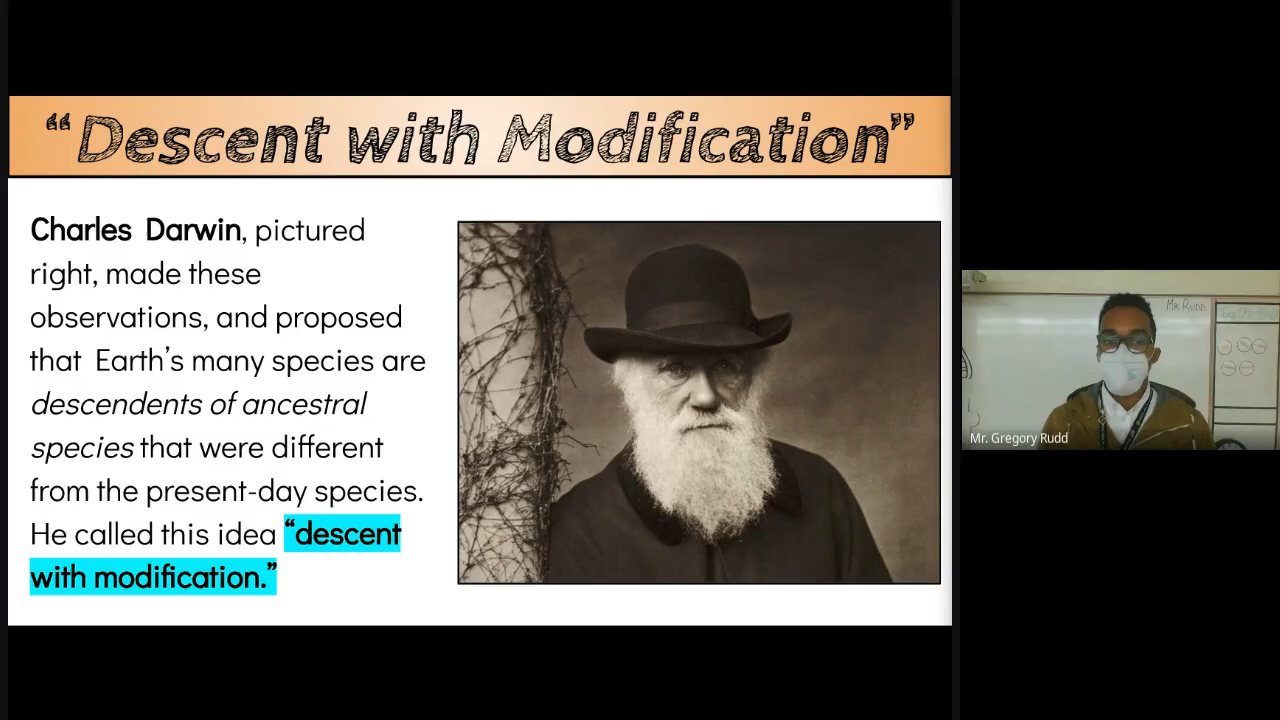 “Descent with Modification”
Charles Darwin, pictured
right, made these
observations, and proposed
that Earth’s many species are
descendents of ancestral
species that were different
from the present-day species.
He called this idea “descent
with modification.”
Mr. Rudd
Mr. Gregory Rudd